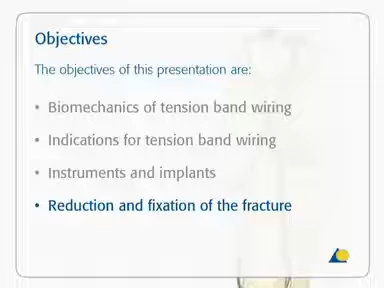 Objectives
The objectives of this presentation are:
• Biomechanics of tension band wiring
• Indications for tension band wiring
• Instruments and implants
• Reduction and fixation of the fracture